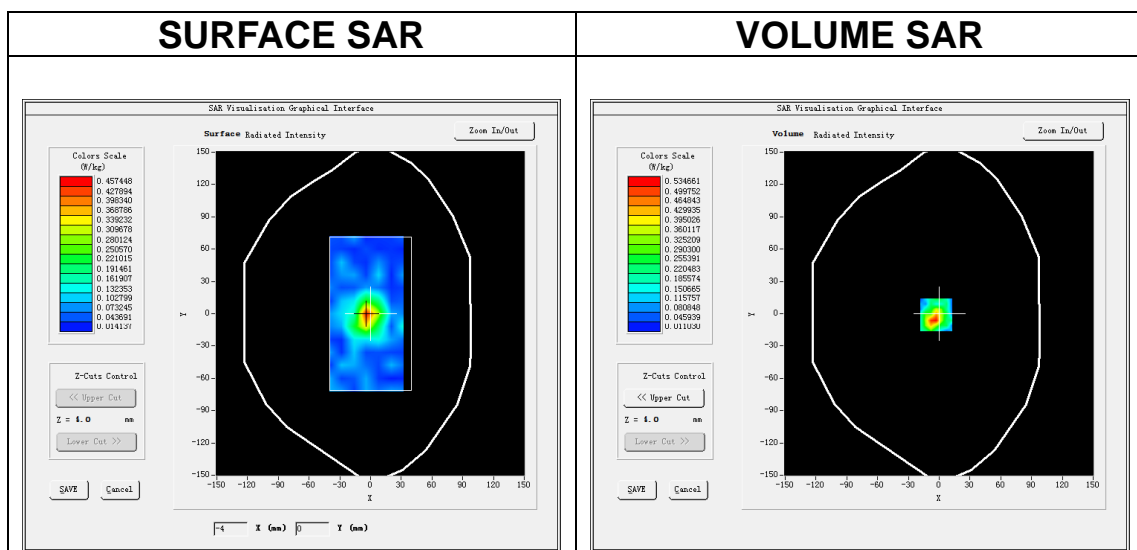 SURFACE SAR
VOLUME SAR
SAR Visualisation Graphical Interface
Surface Radiated Intensity
Zoom In/Out
Colors Scale
(W/kg)
0.457448
0.427894
0.398340
0.368786
0.339232
0.309678
0.280124
0.250570
0.221015
0.191461
0.161907
0.132353
0.102799
0.073245
0.043691
0.014137
150
120
90
60
30
0
-30
-60
-90
-120
-150
Y
-150 -120 -90 -60 -30 0 30 60 90 120 150
X
Z-Cuts Control
<< Upper Cut
Z = 4.0 mm
Lower Cut >>
SAVE Cancel
-4 X (mm) 0 Y (mm)
SAR Visualisation Graphical Interface
Volume Radiated Intensity
Zoom In/Out
Colors Scale
(W/kg)
0.534661
0.499752
0.464843
0.429935
0.395026
0.360117
0.325209
0.290300
0.255391
0.220483
0.185574
0.150665
0.115757
0.080848
0.045939
0.011030
150
120
90
60
30
0
-30
-60
-90
-120
-150
Y
-150 -120 -90 -60 -30 0 30 60 90 120 150
X
Z-Cuts Control
<< Upper Cut
Z = 4.0 mm
Lower Cut >>
SAVE Cancel